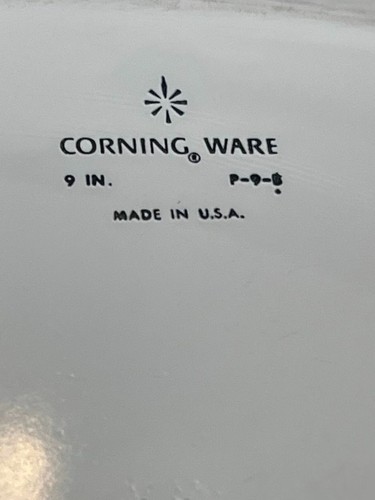 CORNING® WARE
9 IN. P-9-B
MADE IN U.S.A.